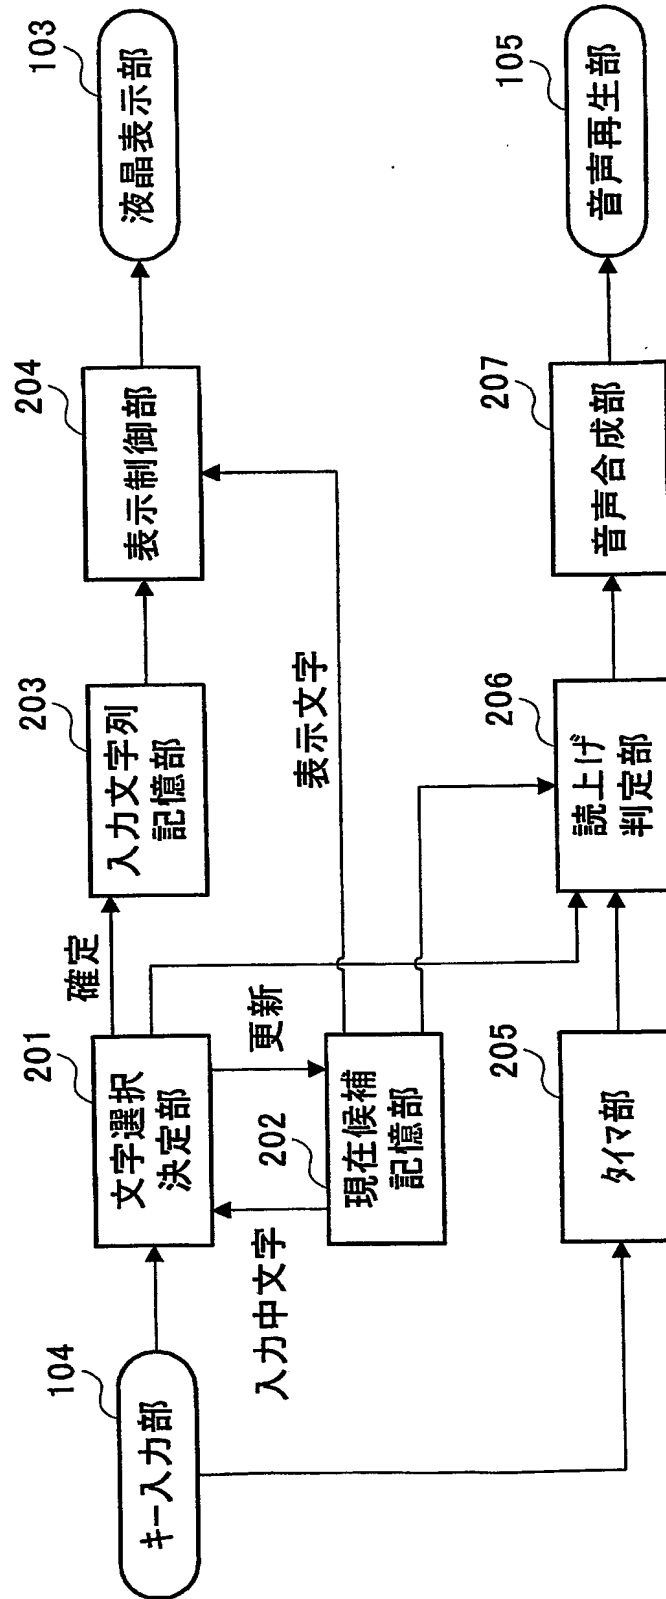 104
キー入力部
201
文字選択
決定部
確定
203
入力文字列
記憶部
204
表示制御部
103
液晶表示部
入力中文字
更新
202
現在候補
記憶部
表示文字
205
タイマ部
206
読上げ
判定部
207
音声合成部
105
音声再生部